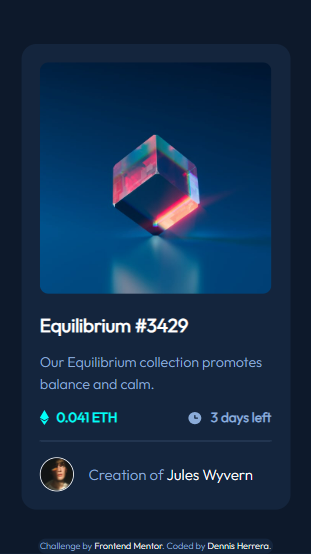 Equilibrium #3429
Our Equilibrium collection promotes
balance and calm.
0.041 ETH 3 days left
Creation of Jules Wyvern
Challenge by Frontend Mentor. Coded by Dennis Herrera.